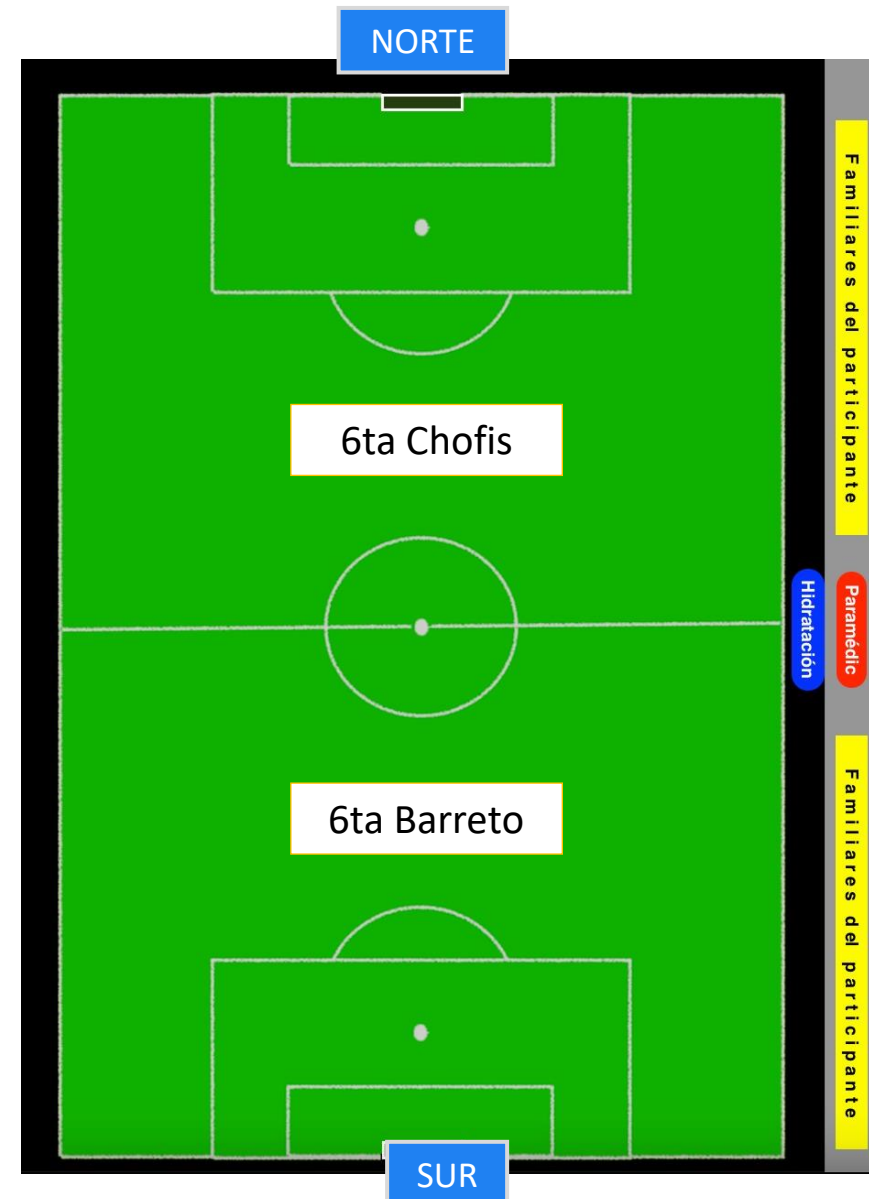 NORTE
Familiares del participante
6ta Chofis
Hidratación
Paramédic
6ta Barreto
Familiares del participante
SUR